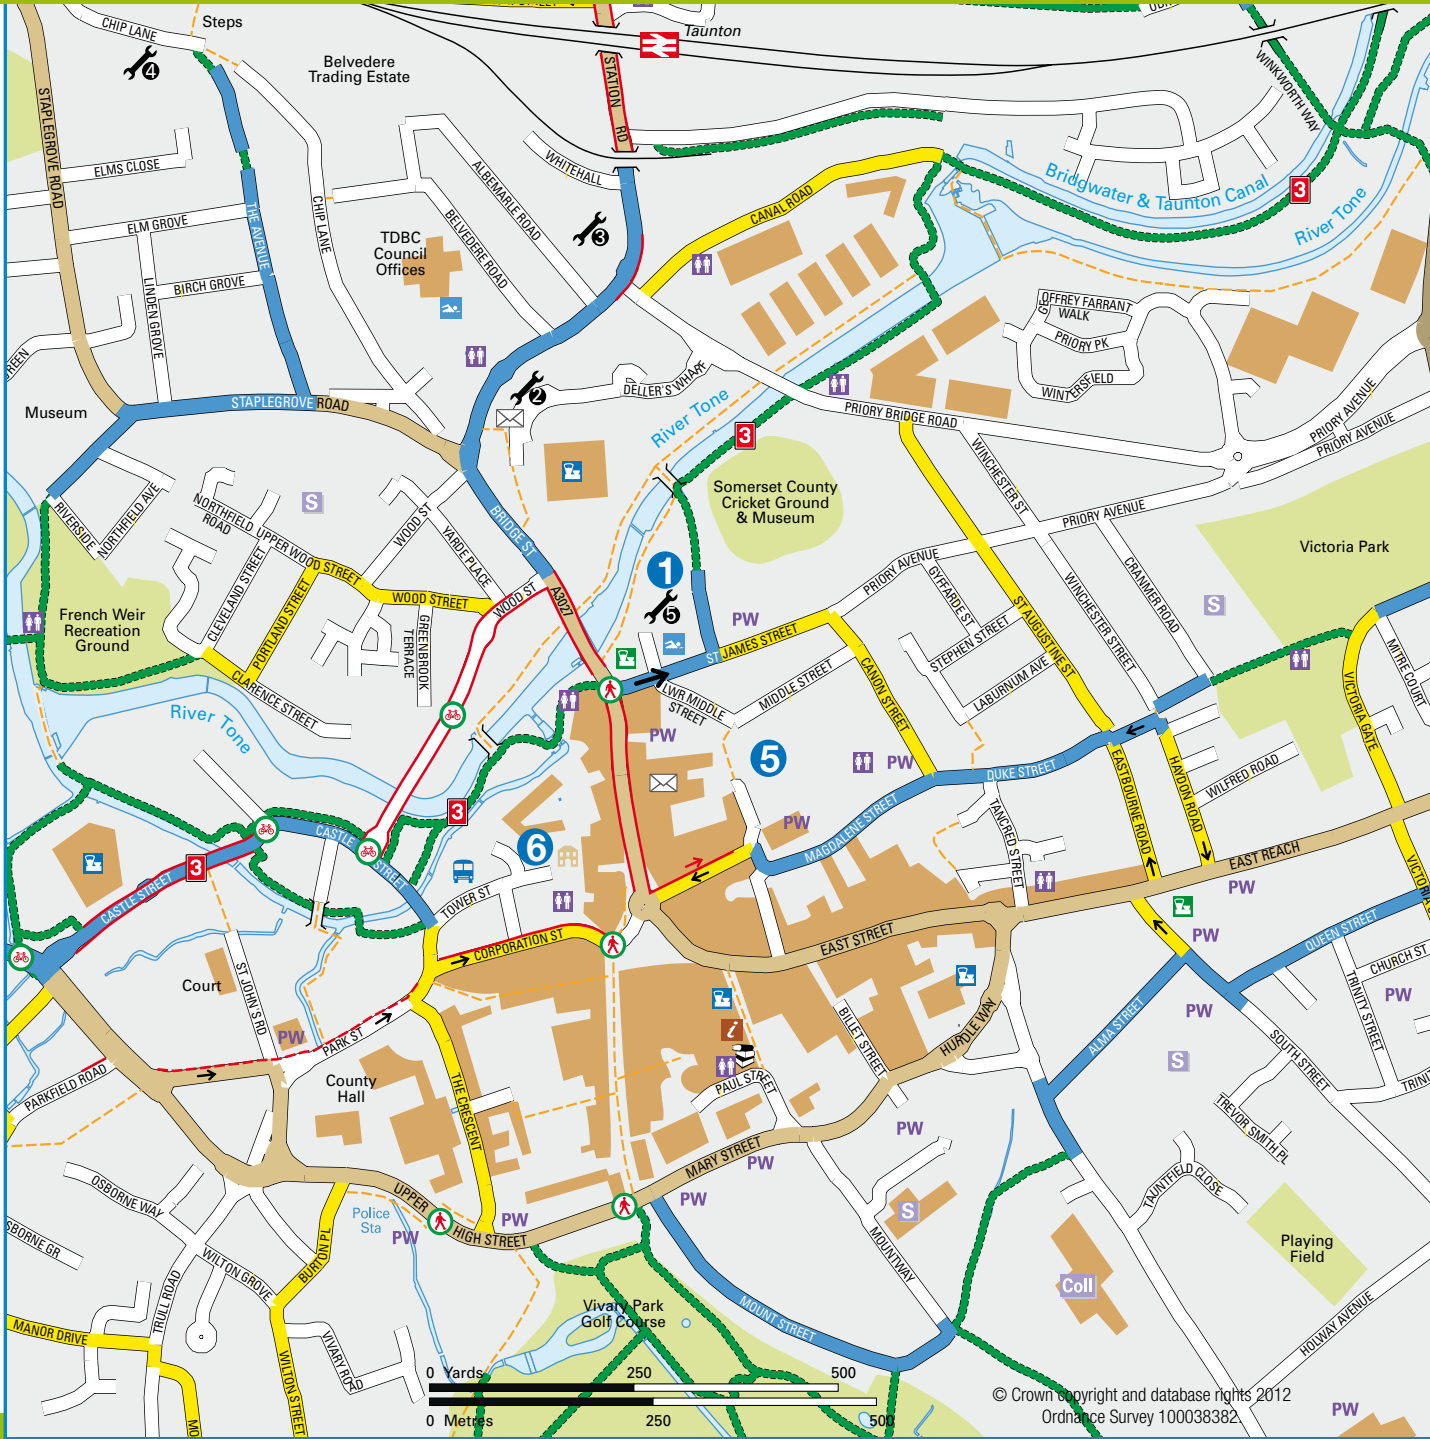 CHIP LANE
Steps
4
Belvedere
Trading Estate
Taunton
STATION RD
WINKWORTH WAY
STAPLEGROVE ROAD
ELMS CLOSE
ELM GROVE
THE AVENUE
CHIP LANE
LINDEN GROVE
BIRCH GROVE
WHITEHALL
ALBEMARLE ROAD
BELVEDERE ROAD
TDBC
Council
Offices
3
CANAL ROAD
Bridgwater & Taunton Canal
3
River Tone
GEOFFREY FARRANT
WALK
PRIORY PK
WINTERSFIELD
PRIORY AVENUE
PRIORY AVENUE
Museum
STAPLEGROVE ROAD
2
DELLER'S WHARF
River Tone
3
PRIORY BRIDGE ROAD
WINCHESTER ST
PRIORY AVENUE
Somerset County
Cricket Ground
& Museum
Victoria Park
RIVERSIDE
NORTHFIELD AVE
NORTHFIELD
ROAD
UPPER WOOD STREET
S
WOOD ST
YARDE PLACE
BRIDGE ST
CLEVELAND STREET
PORTLAND STREET
WOOD STREET
WOOD ST
A3027
GREENBROOK
TERRACE
CLARENCE STREET
French Weir
Recreation
Ground
River Tone
1
5
PW
ST JAMES STREET
LWR MIDDLE
STREET
MIDDLE STREET
PRIORY AVENUE
GYFFARDE ST
STEPHEN STREET
LABURNUM AVE
CANON STREET
ST AUGUSTINE ST
WINCHESTER STREET
CRANMER ROAD
S
MITRE COURT
VICTORIA GATE
PW
5
PW
DUKE STREET
MAGDALENE STREET
PW
TANCRED STREET
EASTBOURNE ROAD
HAYDON ROAD
WILFRED ROAD
EAST REACH
PW
3
CASTLE STREET
6
TOWER ST
CORPORATION ST
3
CASTLE STREET
EAST STREET
PW
QUEEN STREET
CHURCH ST
TRINITY STREET
PW
PW
Court
ST JOHN'S RD
PW
PARK ST
PARKFIELD ROAD
County
Hall
THE CRESCENT
i
PAUL STREET
BILLET STREET
HURDLE WAY
ALMA STREET
S
SOUTH STREET
TREVOR SMITH PL
MARY STREET
PW
PW
PW
UPPER HIGH STREET
PW
PW
Police
Sta
OSBORNE WAY
WILTON GROVE
BURTON PL
TRULL ROAD
MANOR DRIVE
VIVARY ROAD
WILTON STREET
Vivary Park
Golf Course
MOUNT STREET
MOUNTWAY
S
TAUNTFIELD CLOSE
Playing
Field
Coll
HOLWAY AVENUE
PW
0 Yards 250 500
0 Metres 250 500
© Crown copyright and database rights 2012
Ordnance Survey 100038382.